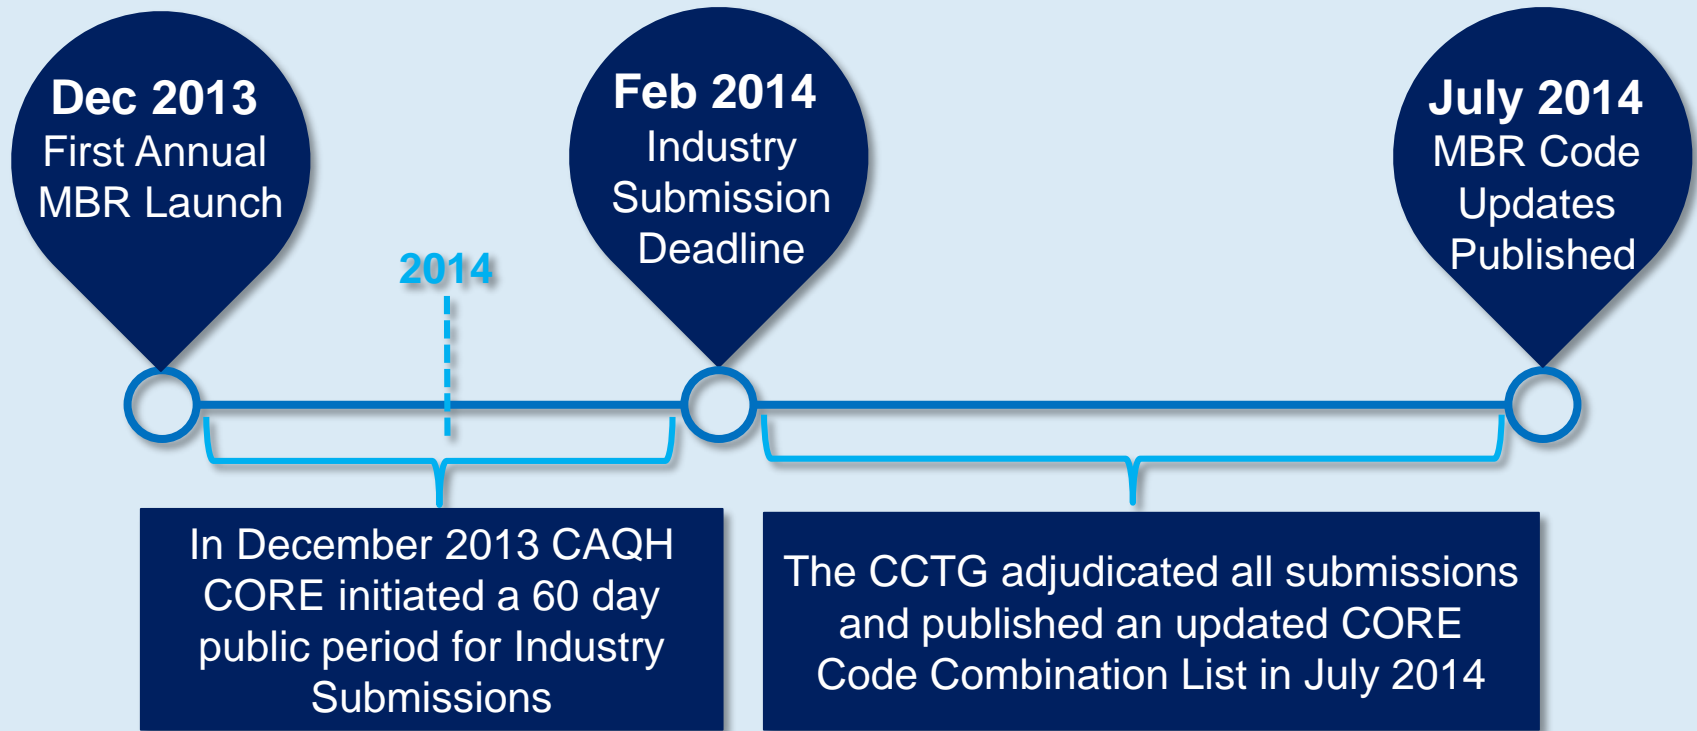 Dec 2013
First Annual
MBR Launch
2014
Feb 2014
Industry
Submission
Deadline
July 2014
MBR Code
Updates
Published
In December 2013 CAQH
CORE initiated a 60 day
public period for Industry
Submissions
The CCTG adjudicated all submissions
and published an updated CORE
Code Combination List in July 2014